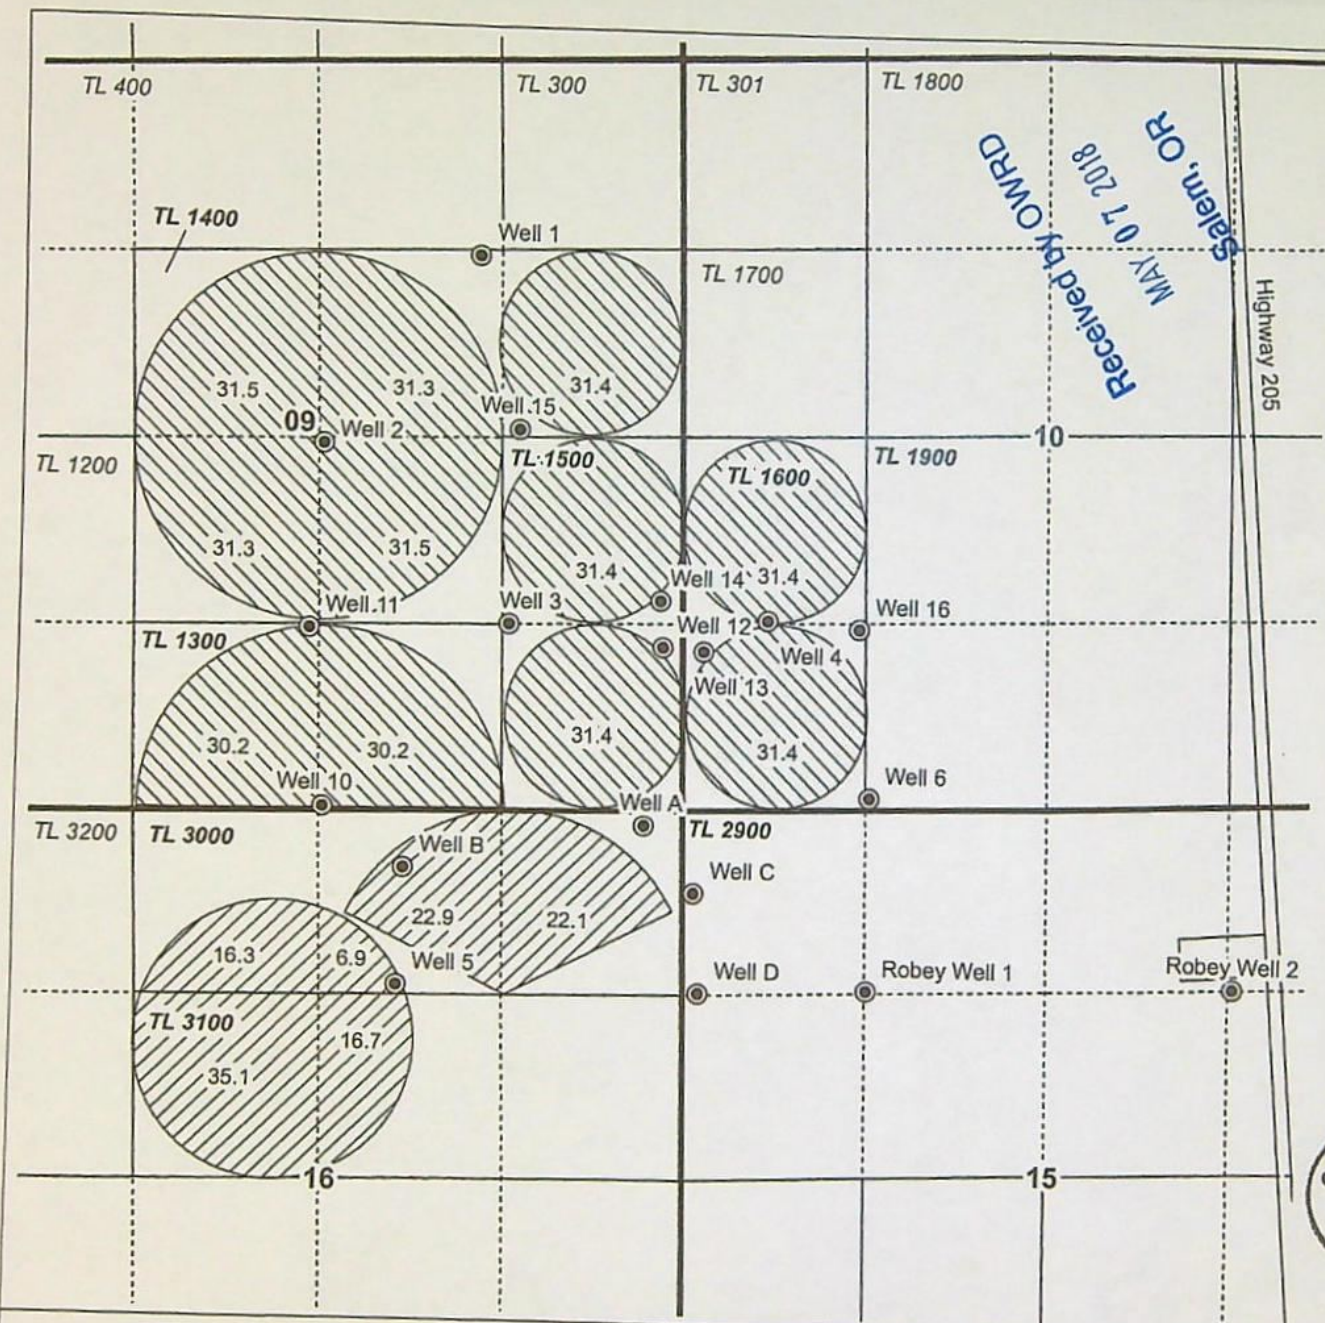 TL 400
TL 300
TL 301
TL 1800
Received by OWRD
MAY 07 2018
Salem, OR
TL 1400
Well 1
TL 1700
Highway 205
31.5
31.3
31.4
Well 15
09
Well 2
10
TL 1200
TL 1500
TL 1600
TL 1900
31.3
31.5
31.4
Well 14
31.4
Well 11
Well 3
Well 16
TL 1300
Well 12
Well 4
Well 13
30.2
30.2
31.4
31.4
Well 10
Well A
Well 6
TL 3200
TL 3000
TL 2900
Well B
Well C
22.9
22.1
16.3
6.9
Well 5
Well D
Robey Well 1
Robey Well 2
TL 3100
16.7
35.1
16
15